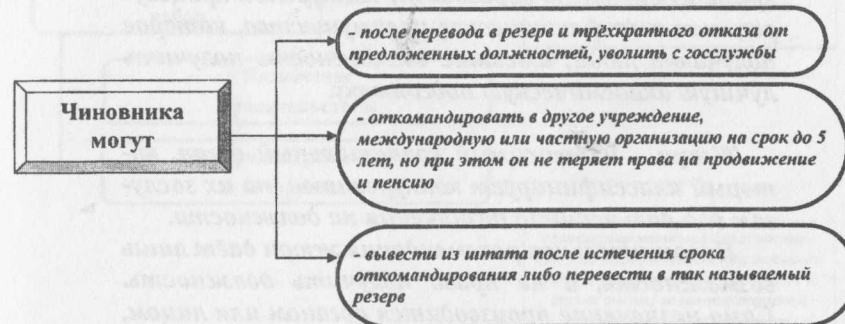 - после перевода в резерв и трёхкратного отказа от
предложенных должностей, уволить с госслужбы
Чиновника
могут
- откомандировать в другое учреждение,
международную или частную организацию на срок до 5
лет, но при этом он не теряет права на продвижение
и пенсию
- вывести из штата после истечения срока
откомандирования либо перевести в так называемый
резерв